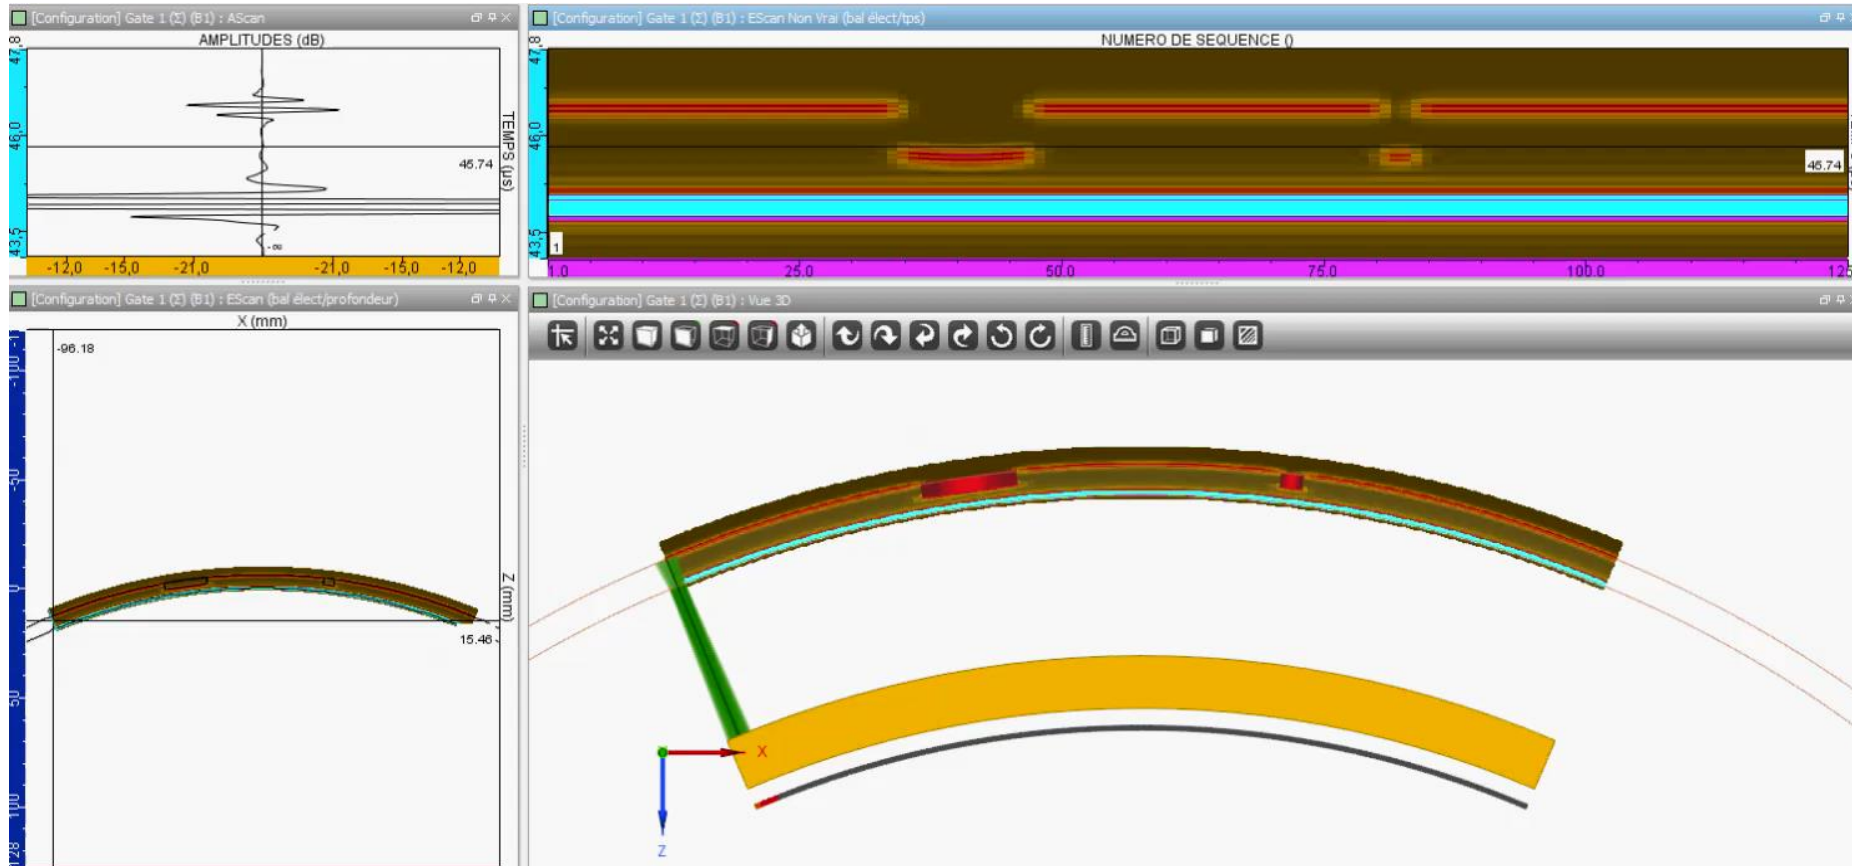 [Configuration] Gate 1 (Σ) (B1) : AScan
AMPLITUDES (dB)
47,8
46,0
43,5
TEMPS (µs)
45.74
-∞
-12,0 -15,0 -21,0 -21,0 -15,0 -12,0
[Configuration] Gate 1 (Σ) (B1) : EScan Non Vrai (bal élect/tps)
NUMERO DE SEQUENCE ()
47,8
46,0
43,5
45.74
1
1.0 25.0 50.0 75.0 100.0 125
[Configuration] Gate 1 (Σ) (B1) : EScan (bal élect/profondeur)
X (mm)
-96.18
-100
-50
0
50
100
128
Z (mm)
15.46
[Configuration] Gate 1 (Σ) (B1) : Vue 3D
X
Z